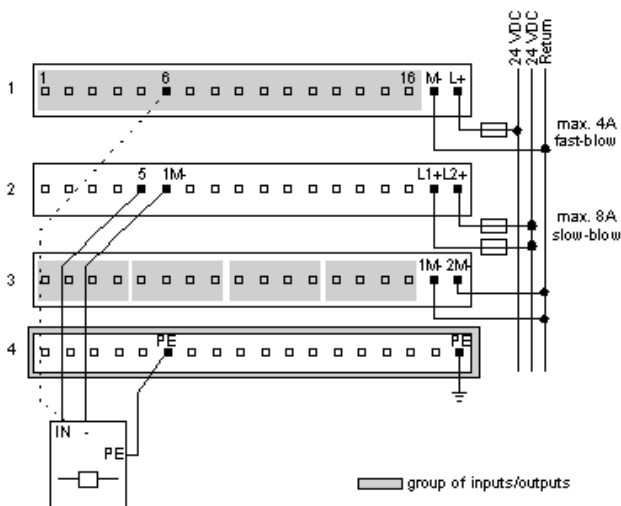 24 VDC
24 VDC
Return
1
1 6 16 M- L+
max. 4A
fast-blow
2
5 1M- L1+ L2+
max. 8A
slow-blow
3
1M- 2M-
4
PE PE
IN -
PE
group of inputs/outputs